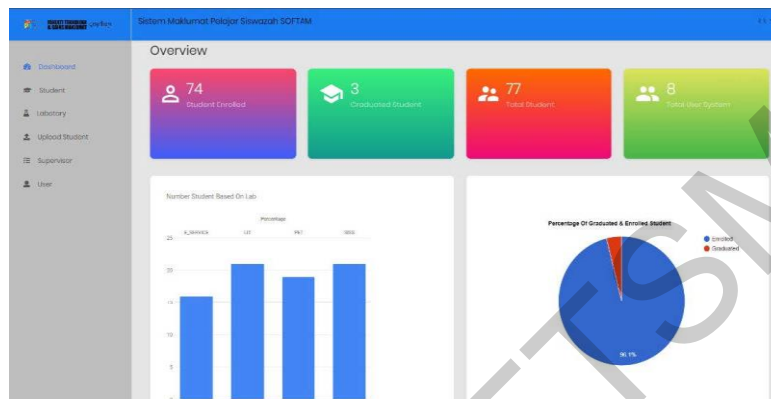 Sistem Maklumat Pelajar Siswazah SOFTAM
Overview
Dashboard
Student
Labatory
Upload Student
Supervisor
User
74
Student Enrolled
3
Graduated Student
77
Total Student
8
Total User System
Number Student Based On Lab
Percentage
E_SERVICE
25
20
15
10
5
Percentage Of Graduated & Enrolled Student
Enrolled
Graduated
96.1%